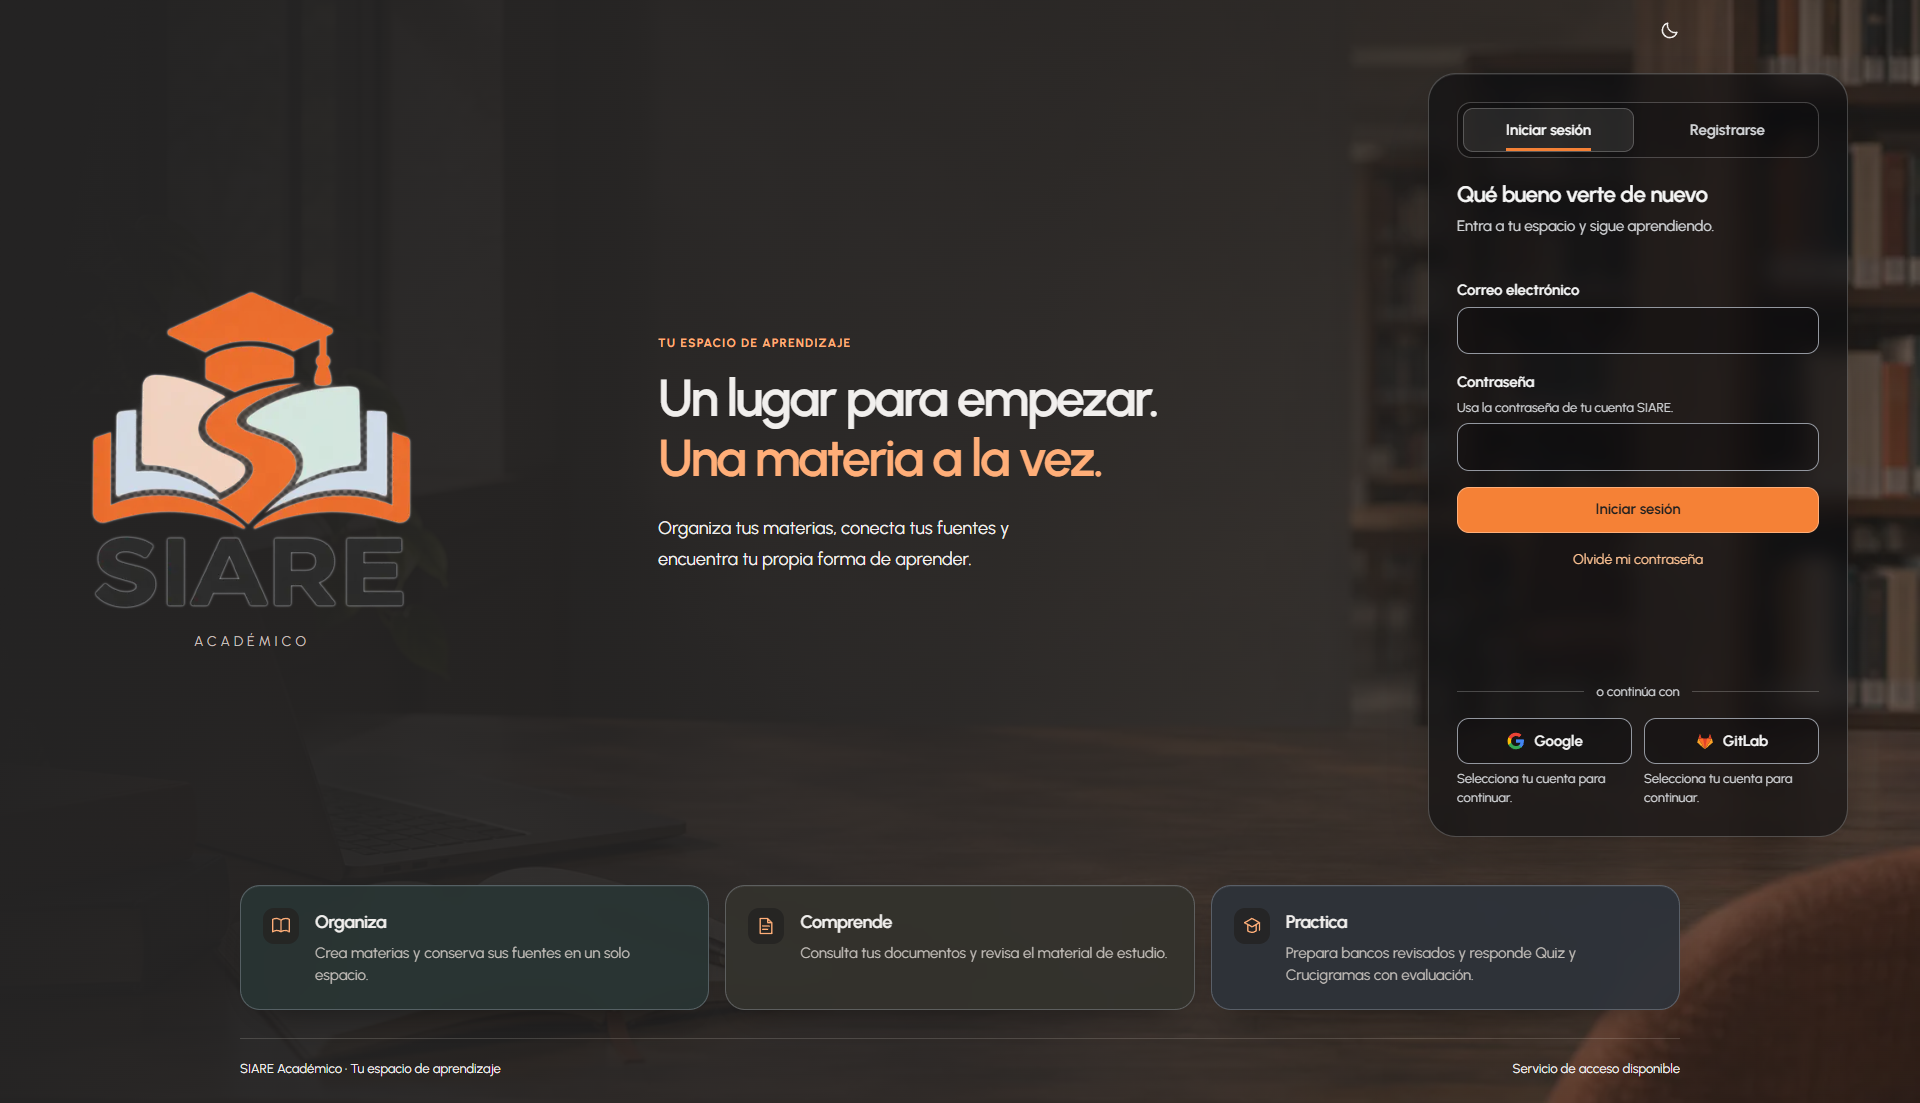 SIARE
ACADÉMICO
TU ESPACIO DE APRENDIZAJE
Un lugar para empezar.
Una materia a la vez.
Organiza tus materias, conecta tus fuentes y
encuentra tu propia forma de aprender.
Iniciar sesión
Registrarse
Qué bueno verte de nuevo
Entra a tu espacio y sigue aprendiendo.
Correo electrónico
Contraseña
Usa la contraseña de tu cuenta SIARE.
Iniciar sesión
Olvidé mi contraseña
o continúa con
Google
Selecciona tu cuenta para
continuar.
GitLab
Selecciona tu cuenta para
continuar.
Organiza
Crea materias y conserva sus fuentes en un solo
espacio.
Comprende
Consulta tus documentos y revisa el material de estudio.
Practica
Prepara bancos revisados y responde Quiz y
Crucigramas con evaluación.
SIARE Académico · Tu espacio de aprendizaje
Servicio de acceso disponible